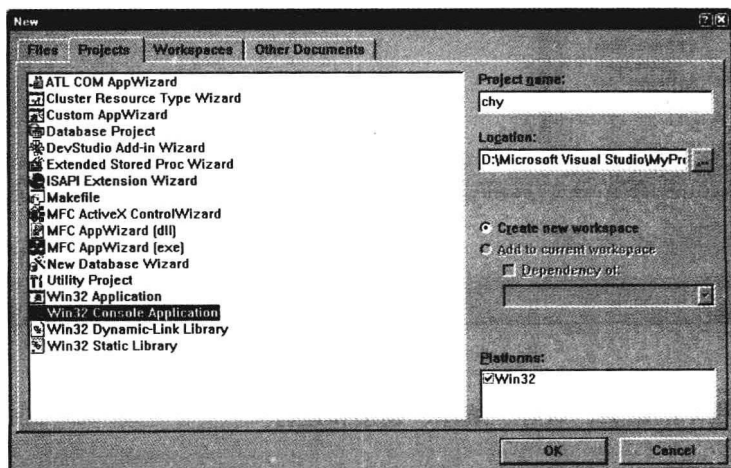 New
Files Projects Workspaces Other Documents
ATL COM AppWizard
Cluster Resource Type Wizard
Custom AppWizard
Database Project
DevStudio Add-in Wizard
Extended Stored Proc Wizard
ISAPI Extension Wizard
Makefile
MFC ActiveX ControlWizard
MFC AppWizard (dll)
MFC AppWizard (exe)
New Database Wizard
Utility Project
Win32 Application
Win32 Console Application
Win32 Dynamic-Link Library
Win32 Static Library
Project name:
chy
Location:
D:\Microsoft Visual Studio\MyPr
...
Create new workspace
Add to current workspace
Dependency of:
Platforms:
Win32
OK Cancel